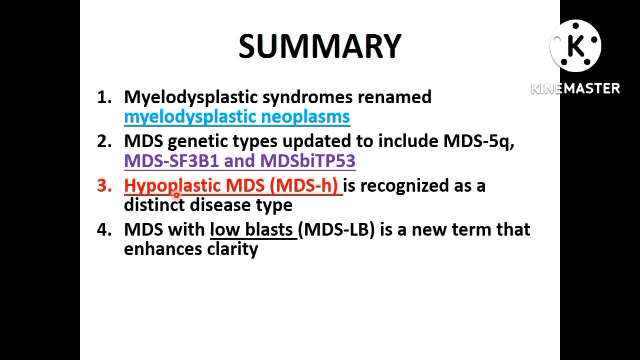 SUMMARY
K
KINEMASTER
1. Myelodysplastic syndromes renamed
myelodysplastic neoplasms
2. MDS genetic types updated to include MDS-5q,
MDS-SF3B1 and MDSbiTP53
3. Hypoplastic MDS (MDS-h) is recognized as a
distinct disease type
4. MDS with low blasts (MDS-LB) is a new term that
enhances clarity